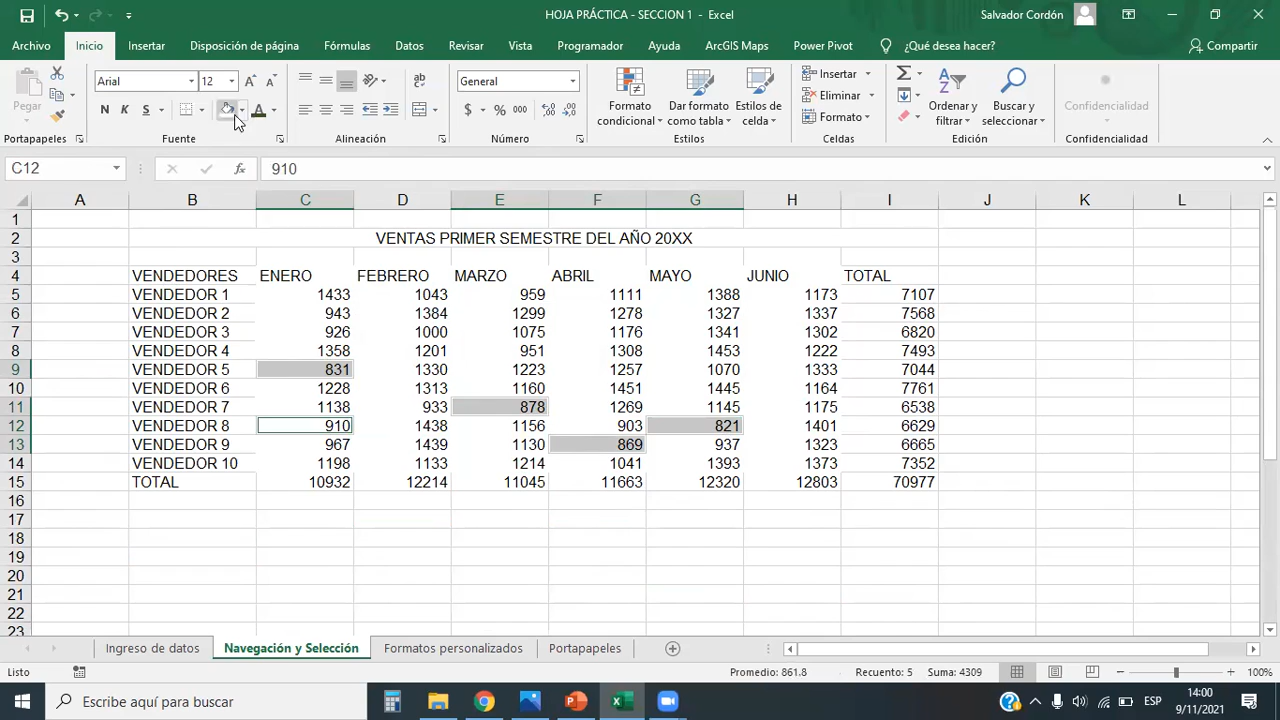 HOJA PRÁCTICA - SECCION 1 - Excel
Salvador Cordón
Archivo Inicio Insertar Disposición de página Fórmulas Datos Revisar Vista Programador Ayuda ArcGIS Maps Power Pivot ¿Qué desea hacer? Compartir
Pegar
Portapapeles
Arial 12
N K S A
Fuente
ab
Alineación
General
$ % 000
Número
Formato condicional
Dar formato como tabla
Estilos de celda
Estilos
Insertar
Eliminar
Formato
Celdas
Ordenar y filtrar
Buscar y seleccionar
Edición
Confidencialidad
Confidencialidad
C12 fx 910
A B C D E F G H I J K L
1
2 VENTAS PRIMER SEMESTRE DEL AÑO 20XX
3
4 VENDEDORES ENERO FEBRERO MARZO ABRIL MAYO JUNIO TOTAL
5 VENDEDOR 1 1433 1043 959 1111 1388 1173 7107
6 VENDEDOR 2 943 1384 1299 1278 1327 1337 7568
7 VENDEDOR 3 926 1000 1075 1176 1341 1302 6820
8 VENDEDOR 4 1358 1201 951 1308 1453 1222 7493
9 VENDEDOR 5 831 1330 1223 1257 1070 1333 7044
10 VENDEDOR 6 1228 1313 1160 1451 1445 1164 7761
11 VENDEDOR 7 1138 933 878 1269 1145 1175 6538
12 VENDEDOR 8 910 1438 1156 903 821 1401 6629
13 VENDEDOR 9 967 1439 1130 869 937 1323 6665
14 VENDEDOR 10 1198 1133 1214 1041 1393 1373 7352
15 TOTAL 10932 12214 11045 11663 12320 12803 70977
16
17
18
19
20
21
22
23
Ingreso de datos Navegación y Selección Formatos personalizados Portapapeles
Listo Promedio: 861.8 Recuento: 5 Suma: 4309 100%
Escribe aquí para buscar ESP 14:00
9/11/2021